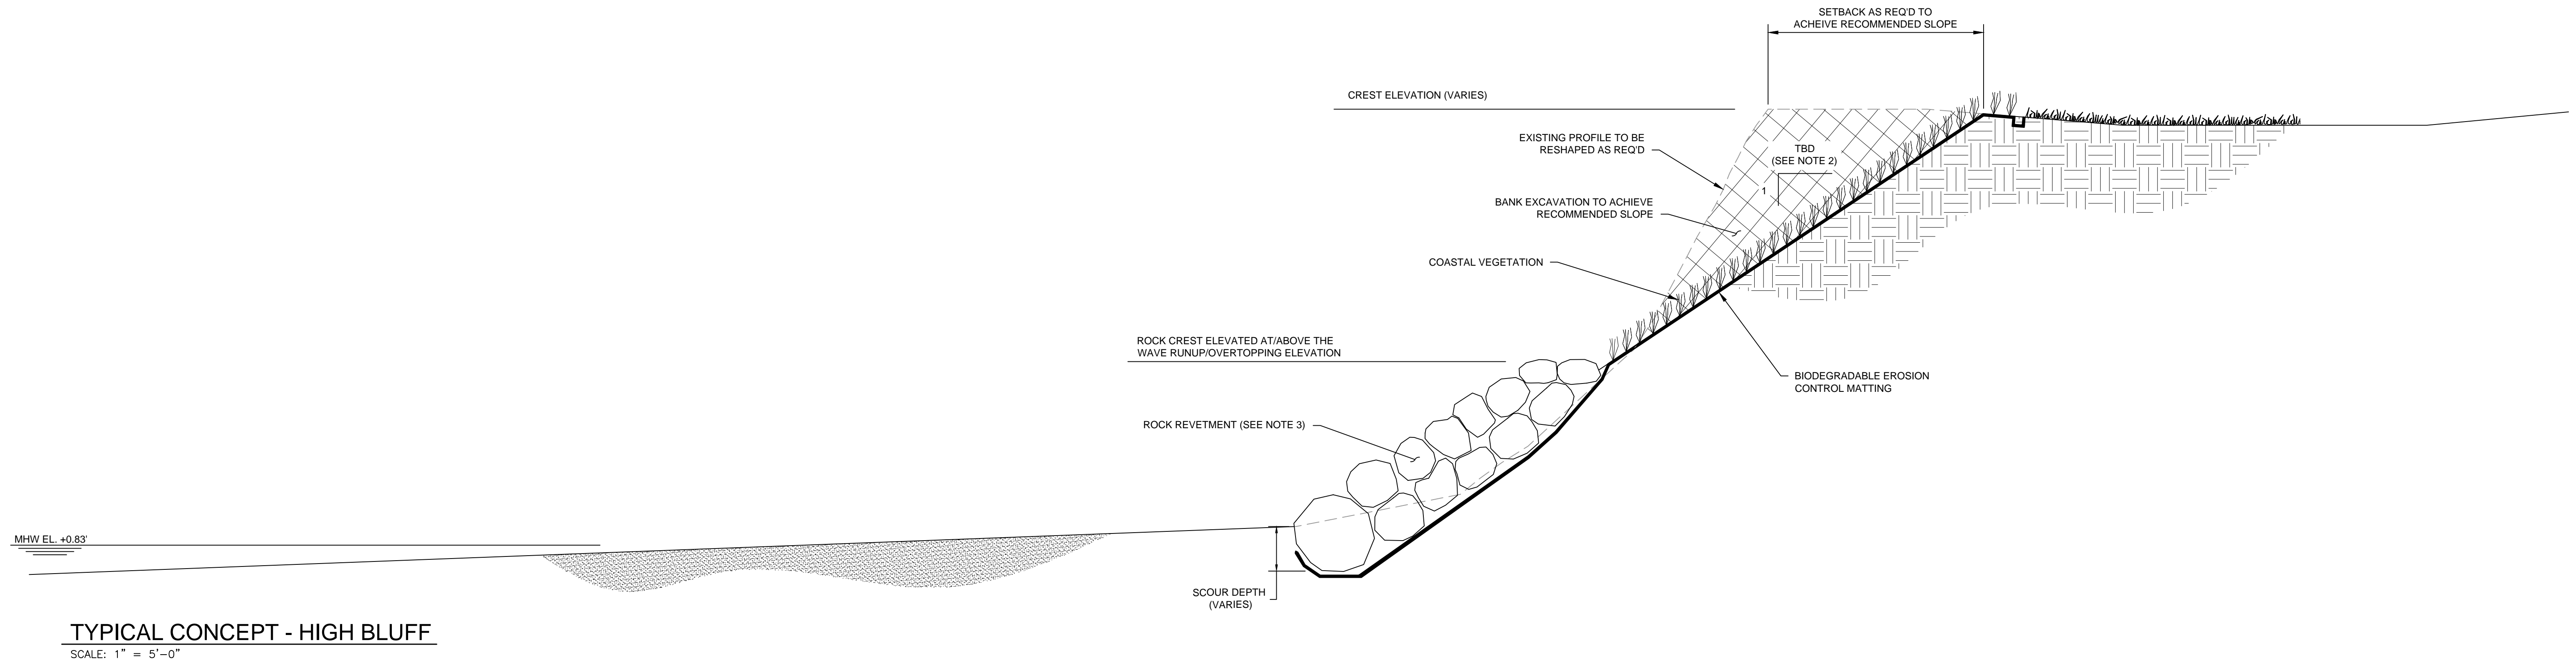 SETBACK AS REQ'D TO
ACHEIVE RECOMMENDED SLOPE
CREST ELEVATION (VARIES)
EXISTING PROFILE TO BE
RESHAPED AS REQ'D
TBD
(SEE NOTE 2)
1
BANK EXCAVATION TO ACHIEVE
RECOMMENDED SLOPE
COASTAL VEGETATION
ROCK CREST ELEVATED AT/ABOVE THE
WAVE RUNUP/OVERTOPPING ELEVATION
BIODEGRADABLE EROSION
CONTROL MATTING
ROCK REVETMENT (SEE NOTE 3)
MHW EL. +0.83'
SCOUR DEPTH
(VARIES)
TYPICAL CONCEPT - HIGH BLUFF
SCALE: 1" = 5'-0"